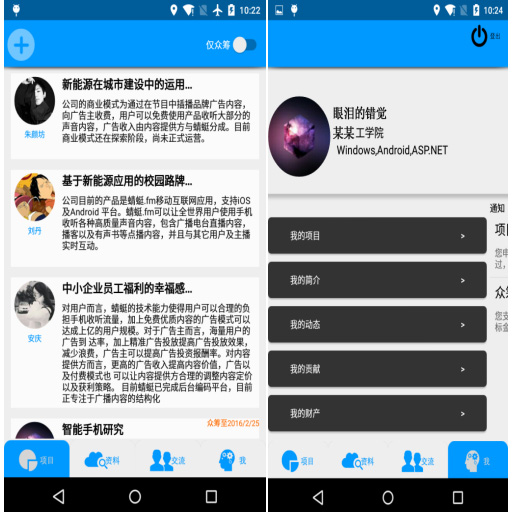 10:22
仅众筹
新能源在城市建设中的运用...
公司的商业模式为通过在节目中插播品牌广告内容，
向广告主收费，用户可以免费使用产品收听大部分的
声音内容，广告收入由内容提供方与蜻蜓分成。目前
商业模式还在探索阶段，尚未正式运营。
朱颜坊
基于新能源应用的校园路牌...
公司目前的产品是蜻蜓.fm移动互联网应用，支持iOS
及Android 平台。蜻蜓.fm可以让全世界用户使用手机
收听各种高质量声音内容，包含广播电台直播内容，
播客以及有声书等点播内容，并且与其它用户及主播
实时互动。
刘丹
中小企业员工福利的幸福感...
对用户而言，蜻蜓的技术能力使得用户可以合理的负
担手机收听流量，加上免费优质内容的广告模式可以
达成上亿的用户规模。对于广告主而言，海量用户的
广告到 达率，加上精准广告投放提高广告投放效果，
减少浪费，广告主可以提高广告投资报酬率。对内容
提供方而言，更高的广告收入提高内容价值，广告以
及付费模式也 可以让内容提供方合理的调整内容定价
以及获利策略。 目前蜻蜓已完成后台编码平台，目前
正专注于广播内容的结构化
安庆
众筹至2016/2/25
智能手机研究
项目
资料
交流
我
10:24
退出
眼泪的错觉
某某工学院
Windows,Android,ASP.NET
通知
我的项目 >
项目
您申
过，
我的简介 >
众筹
我的动态 >
您支
标金
我的贡献 >
我的财产 >
项目
资料
交流
我